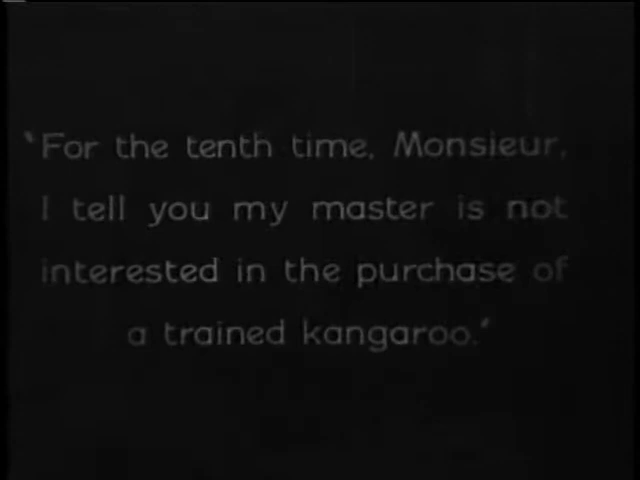 "For the tenth time, Monsieur,
I tell you my master is not
interested in the purchase of
a trained kangaroo."